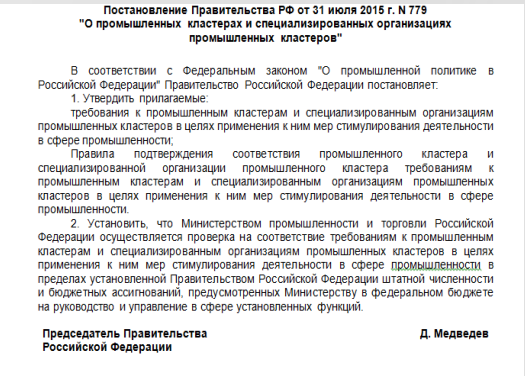 Постановление Правительства РФ от 31 июля 2015 г. N 779
"О промышленных кластерах и специализированных организациях
промышленных кластеров"
В соответствии с Федеральным законом "О промышленной политике в
Российской Федерации" Правительство Российской Федерации постановляет:
1. Утвердить прилагаемые:
требования к промышленным кластерам и специализированным организациям
промышленных кластеров в целях применения к ним мер стимулирования деятельности
в сфере промышленности;
Правила подтверждения соответствия промышленного кластера и
специализированной организации промышленного кластера требованиям к
промышленным кластерам и специализированным организациям промышленных
кластеров в целях применения к ним мер стимулирования деятельности в сфере
промышленности.
2. Установить, что Министерством промышленности и торговли Российской
Федерации осуществляется проверка на соответствие требованиям к промышленным
кластерам и специализированным организациям промышленных кластеров в целях
применения к ним мер стимулирования деятельности в сфере промышленности в
пределах установленной Правительством Российской Федерации штатной численности
и бюджетных ассигнований, предусмотренных Министерству в федеральном бюджете
на руководство и управление в сфере установленных функций.
Председатель Правительства Д. Медведев
Российской Федерации